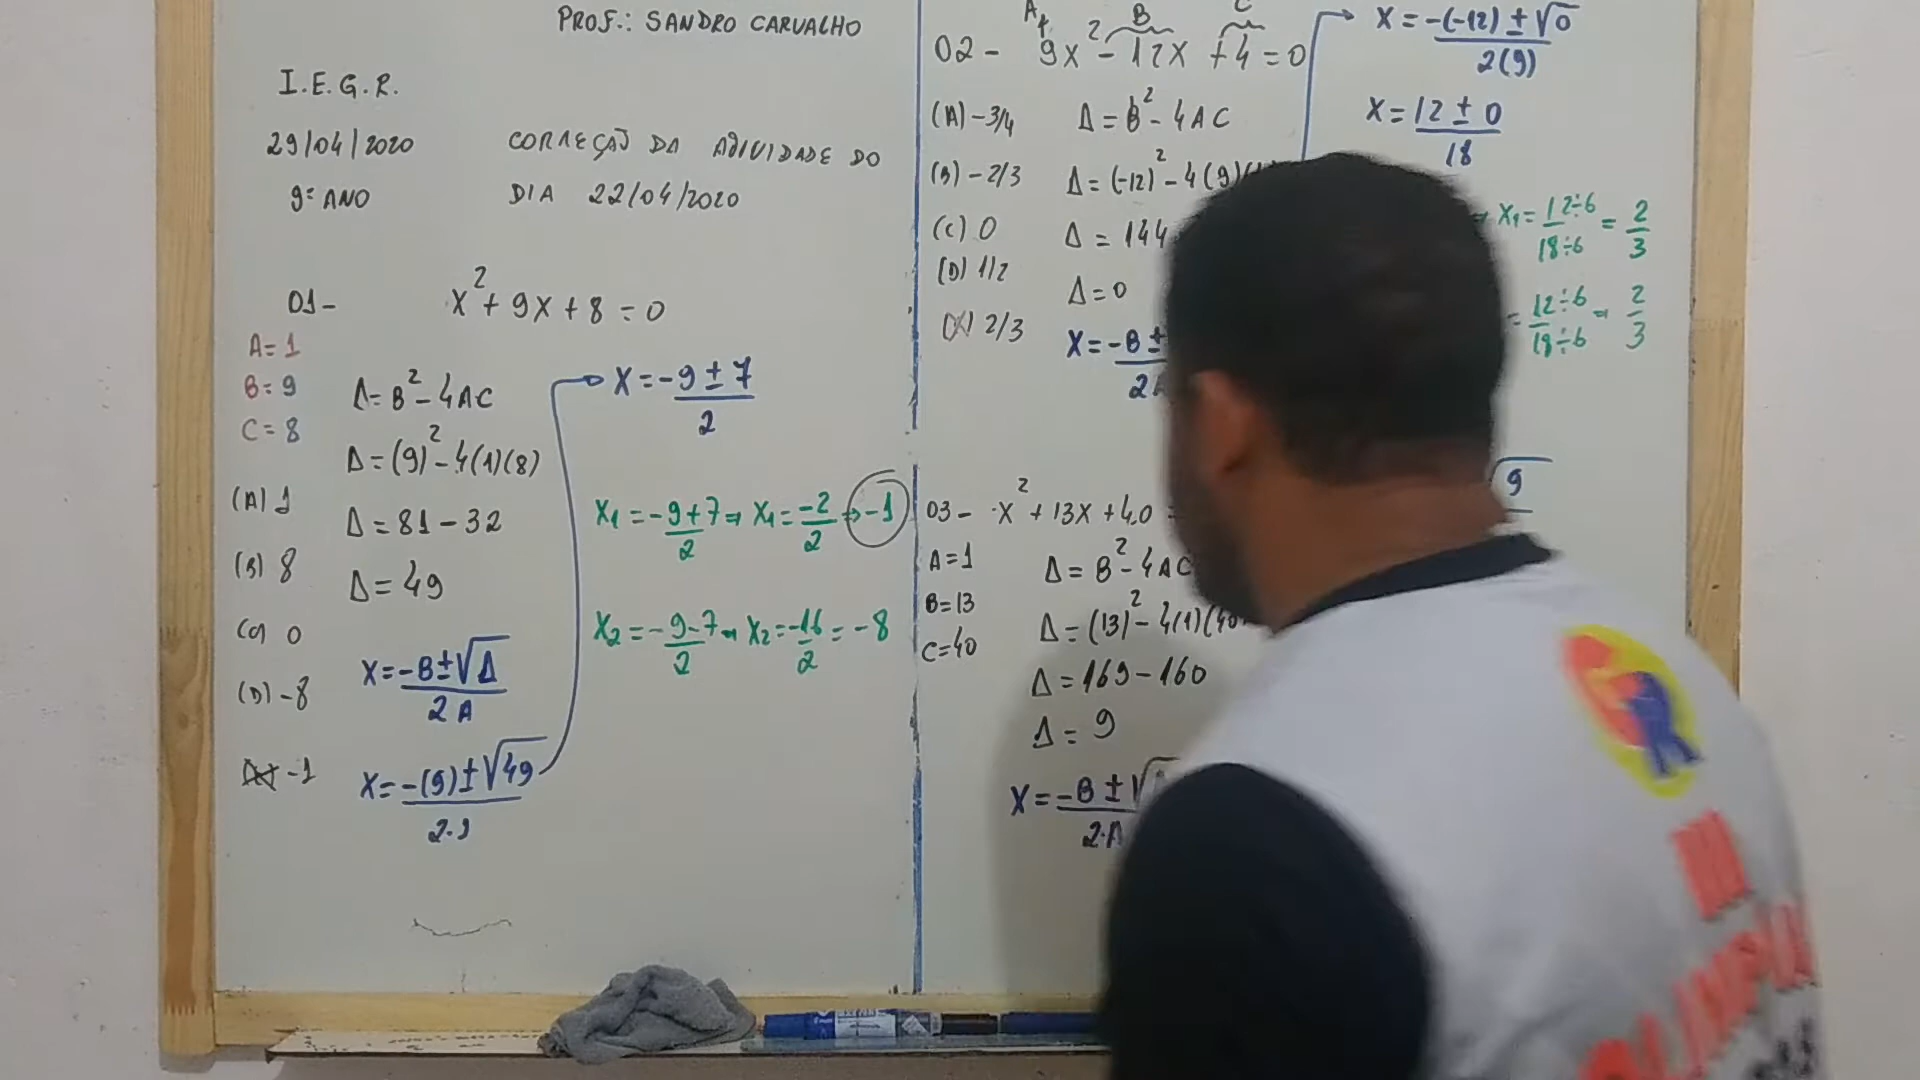 PROF.: SANDRO CARVALHO
I.E.G.R.
29/04/2020
CORREÇÃO DA ATIVIDADE DO
9º ANO
DIA 22/04/2020
01- x²+9x+8=0
A=1
B=9
C=8
(A) 1
(B) 8
(C) 0
(D) -8
-1
Δ=B²-4AC
Δ=(9)²-4(1)(8)
Δ=81-32
Δ=49
X=-B±√Δ/2A
X=-(9)±√49/2.1
X=-9±7/2
X1=-9+7/2⇒X1=-2/2→-1
X2=-9-7/2⇒X2=-16/2=-8
02- 9x²-12x+4=0
A B C
(A) -3/4
(B) -2/3
(C) 0
(D) 1/2
2/3
Δ=B²-4AC
Δ=(-12)²-4(9)(
Δ=144
Δ=0
X=-B±
2
X=-(-12)±√0/2(9)
X=12±0/18
X1=12÷6/18÷6=2/3
=12÷6/18÷6=2/3
03- x²+13x+40
A=1
B=13
C=40
Δ=B²-4AC
Δ=(13)²-4(1)(40
Δ=169-160
Δ=9
X=-B±√
2.A
√9
III